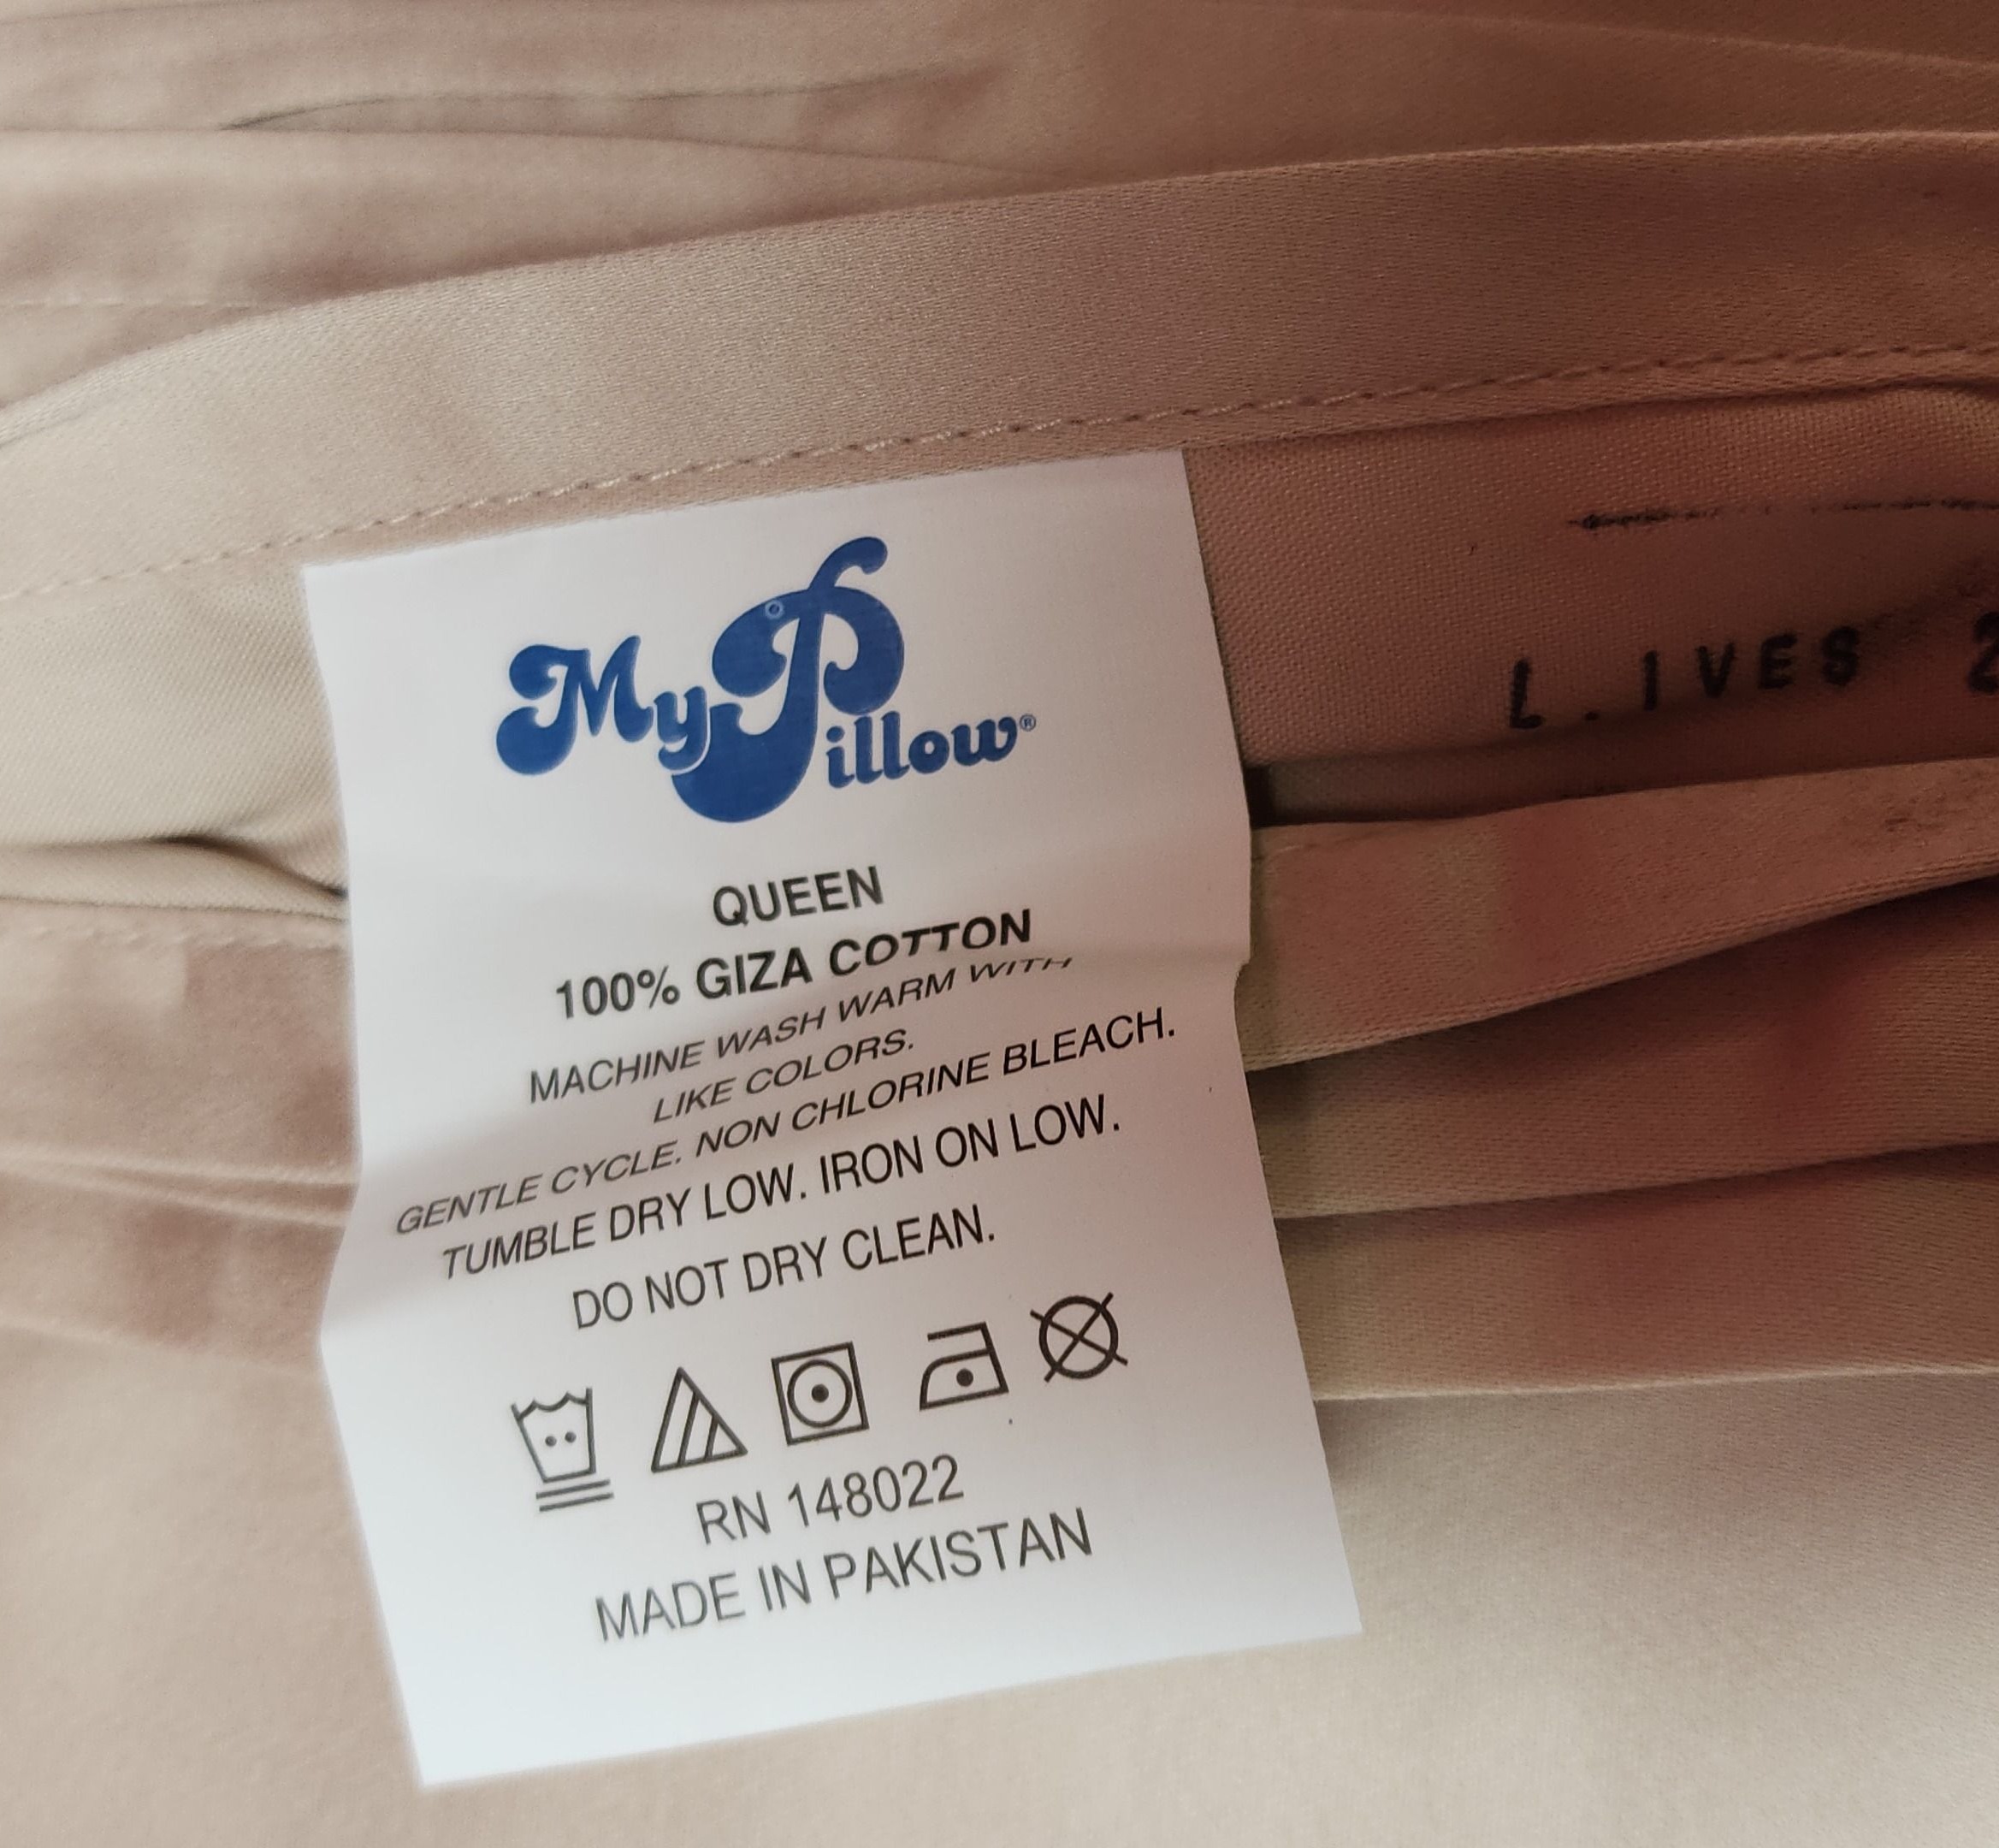 MyPillow®
QUEEN
100% GIZA COTTON
MACHINE WASH WARM WITH
LIKE COLORS.
GENTLE CYCLE. NON CHLORINE BLEACH.
TUMBLE DRY LOW. IRON ON LOW.
DO NOT DRY CLEAN.
RN 148022
MADE IN PAKISTAN
L.IVES 2